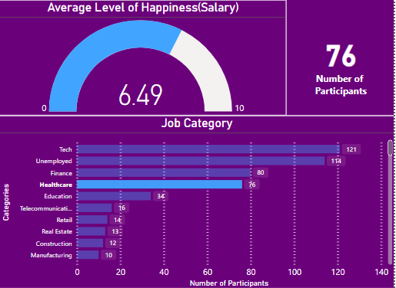 Average Level of Happiness(Salary)
6.49
0
10
76
Number of
Participants
Job Category
Categories
Tech 121
Unemployed 114
Finance 80
Healthcare 76
Education 34
Telecommunicati... 16
Retail 14
Real Estate 13
Construction 12
Manufacturing 10
0 20 40 60 80 100 120 140
Number of Participants